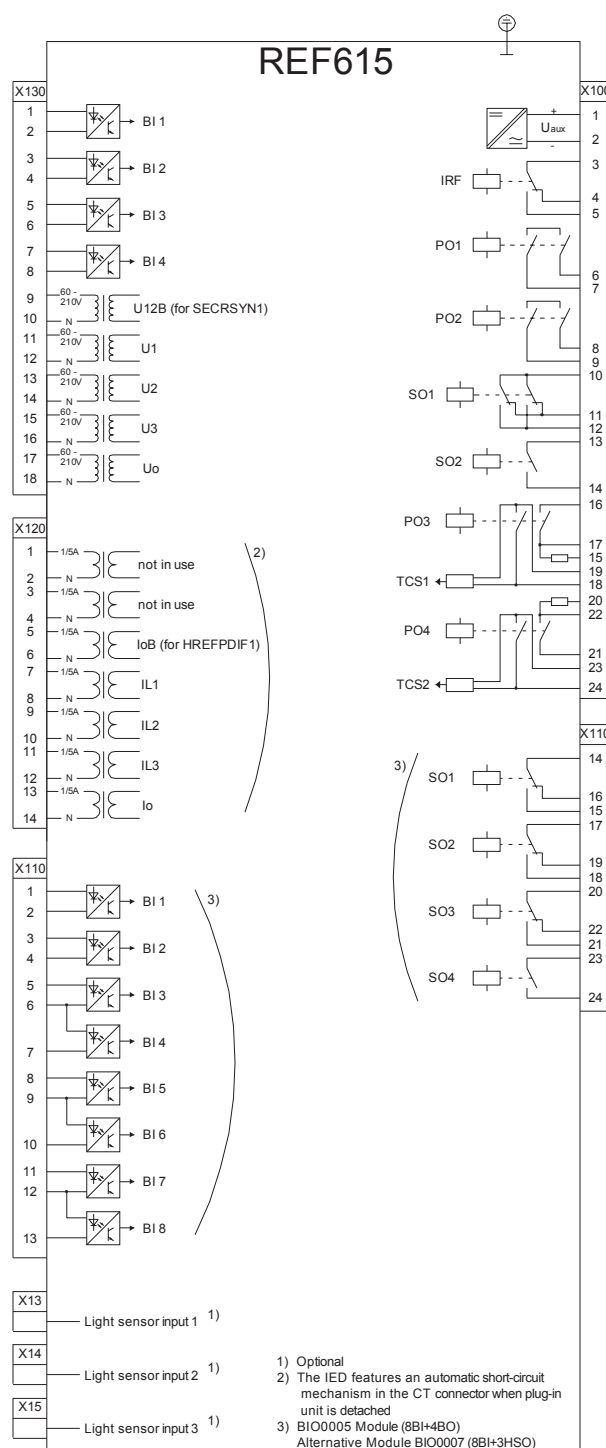 REF615
X130
1
2
BI 1
3
4
BI 2
5
6
BI 3
7
8
BI 4
9
60 -
210V
10
N
U12B (for SECRSYN1)
11
60 -
210V
12
N
U1
13
60 -
210V
14
N
U2
15
60 -
210V
16
N
U3
17
60 -
210V
18
N
Uo
X120
2)
1
1/5A
2
N
not in use
3
1/5A
4
N
not in use
5
1/5A
6
N
IoB (for HREFPDIF1)
7
1/5A
8
N
IL1
9
1/5A
10
N
IL2
11
1/5A
12
N
IL3
13
1/5A
14
N
Io
X110
3)
1
2
BI 1
3
4
BI 2
5
6
BI 3
7
BI 4
8
9
BI 5
10
BI 6
11
12
BI 7
13
BI 8
X13
Light sensor input 1 1)
X14
Light sensor input 2 1)
X15
Light sensor input 3 1)
X100
+
Uaux
-
1
2
IRF
3
4
5
PO1
6
7
PO2
8
9
SO1
10
11
12
SO2
13
14
PO3
16
17
15
19
18
TCS1
20
22
PO4
21
23
24
TCS2
X110
3)
SO1
14
16
15
SO2
17
19
18
SO3
20
22
21
SO4
23
24
1) Optional
2) The IED features an automatic short-circuit
mechanism in the CT connector when plug-in
unit is detached
3) BIO0005 Module (8BI+4BO)
Alternative Module BIO0007 (8BI+3HSO)